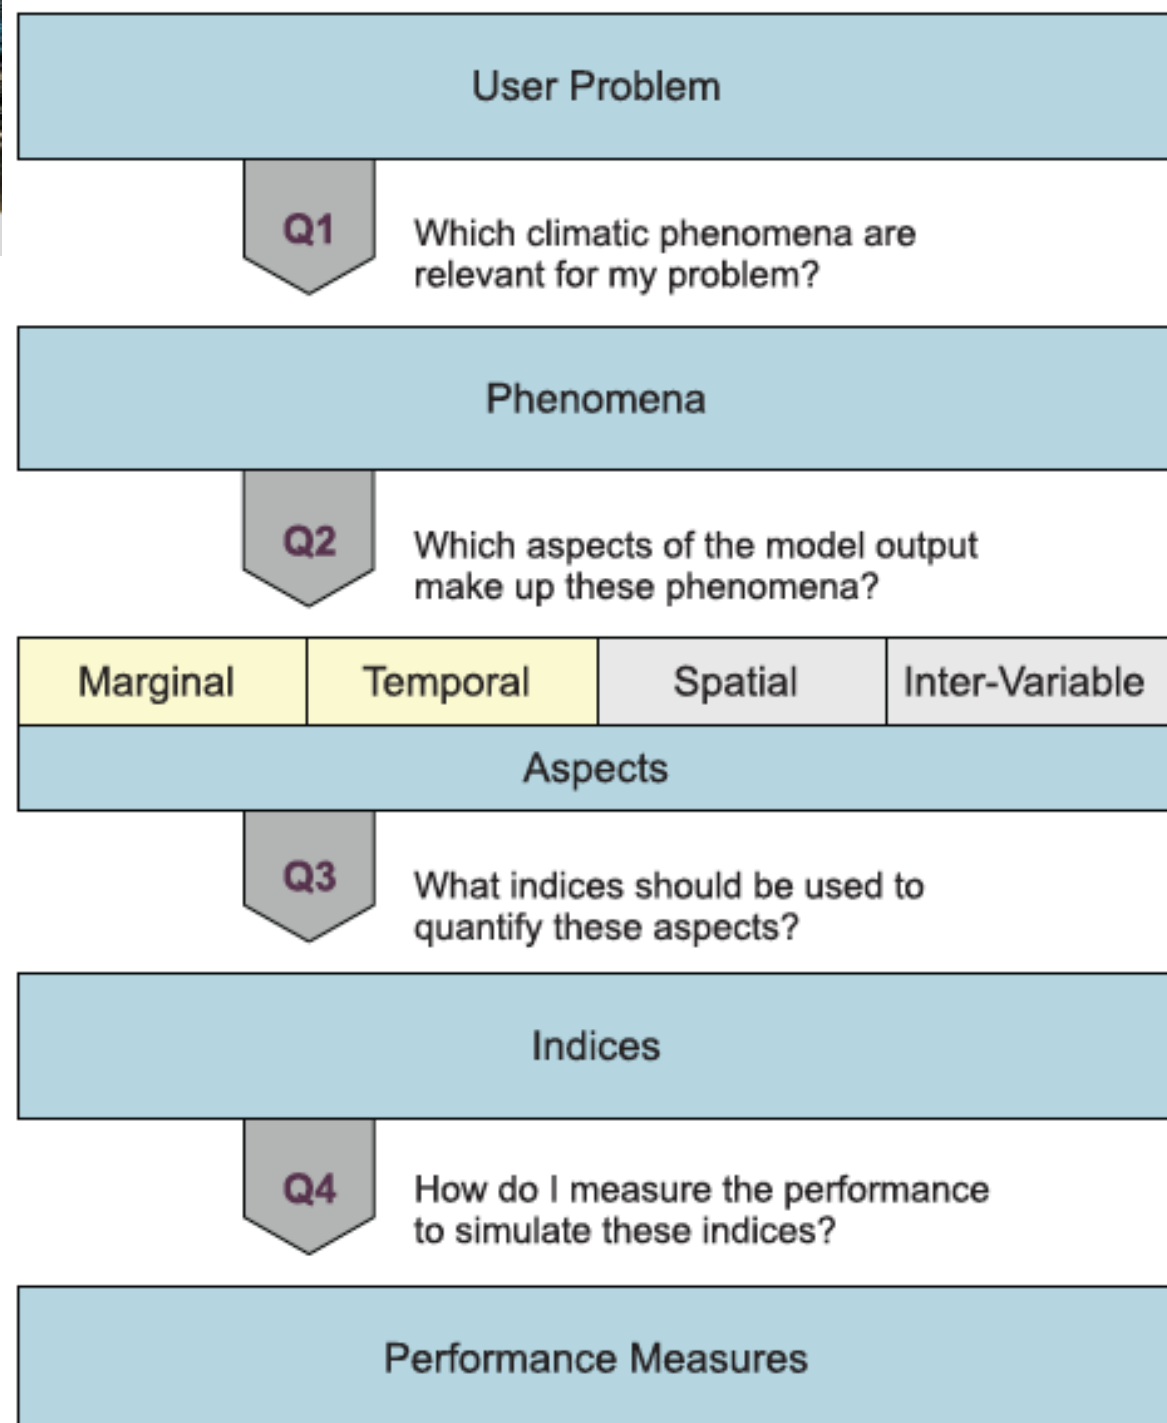 User Problem
Q1
Which climatic phenomena are
relevant for my problem?
Phenomena
Q2
Which aspects of the model output
make up these phenomena?
Marginal Temporal Spatial Inter-Variable
Aspects
Q3
What indices should be used to
quantify these aspects?
Indices
Q4
How do I measure the performance
to simulate these indices?
Performance Measures